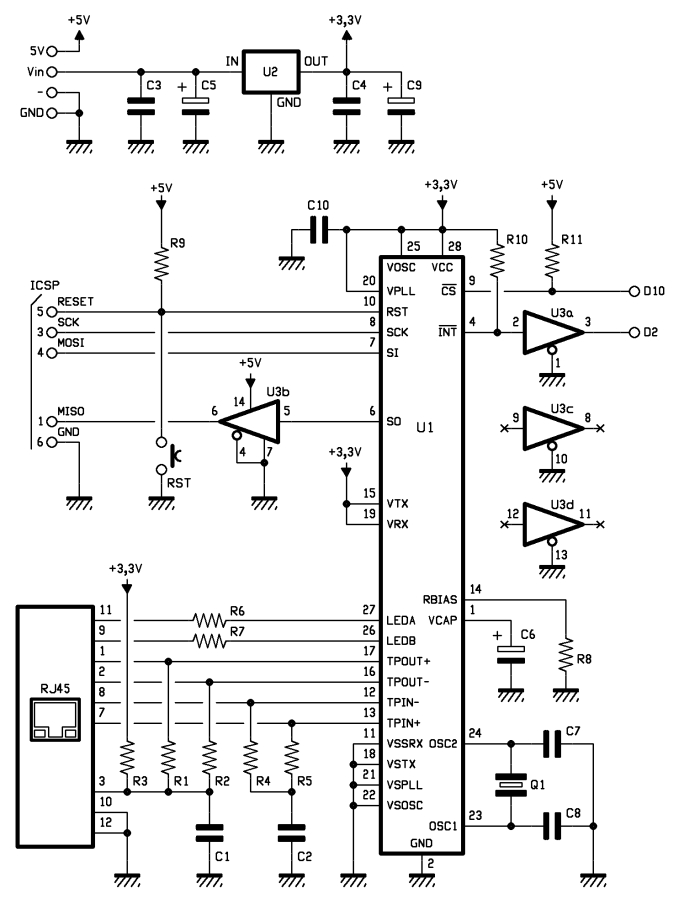 +5V +3,3V
5V
Vin IN U2 OUT
C3 + C5 C4 + C9
- GND
GND
+5V +3,3V +5V
C10
R9 R10 R11
25 28
VOSC VCC
ICSP 20 VPLL CS 9 D10
5 RESET 10 RST U3a
3 SCK 8 SCK INT 4 2 3 D2
4 MOSI 7 SI 1
+5V
14 U3b U3c
1 MISO 6 5 6 SO U1 9 8
6 GND 4 7 10
+3,3V
RST
15 VTX U3d
19 VRX 12 11
13
+3,3V
RBIAS 14
11 R6 27 LEDA VCAP 1
9 R7 26 LEDB + C6 R8
1 17 TPOUT+
RJ45 2 16 TPOUT-
8 12 TPIN-
7 13 TPIN+
11 VSSRX OSC2 24 C7
18 VSTX
3 R3 R1 R2 R4 R5 21 VSPLL Q1
10 22 VSOSC
12 OSC1 23 C8
C1 C2 GND
2